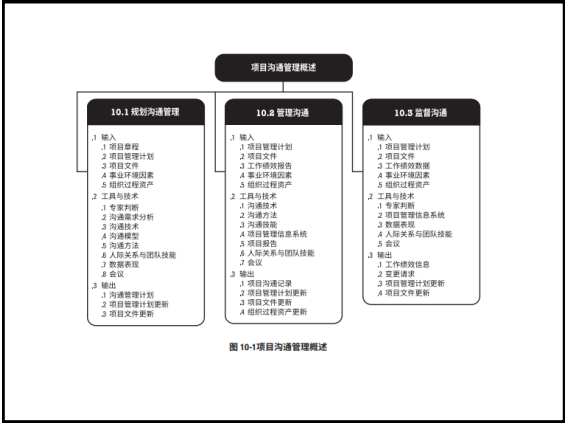 项目沟通管理概述
10.1 规划沟通管理
.1 输入
.1 项目章程
.2 项目管理计划
.3 项目文件
.4 事业环境因素
.5 组织过程资产
.2 工具与技术
.1 专家判断
.2 沟通需求分析
.3 沟通技术
.4 沟通模型
.5 沟通方法
.6 人际关系与团队技能
.7 数据表现
.8 会议
.3 输出
.1 沟通管理计划
.2 项目管理计划更新
.3 项目文件更新
10.2 管理沟通
.1 输入
.1 项目管理计划
.2 项目文件
.3 工作绩效报告
.4 事业环境因素
.5 组织过程资产
.2 工具与技术
.1 沟通技术
.2 沟通方法
.3 沟通技能
.4 项目管理信息系统
.5 项目报告
.6 人际关系与团队技能
.7 会议
.3 输出
.1 项目沟通记录
.2 项目管理计划更新
.3 项目文件更新
.4 组织过程资产更新
10.3 监督沟通
.1 输入
.1 项目管理计划
.2 项目文件
.3 工作绩效数据
.4 事业环境因素
.5 组织过程资产
.2 工具与技术
.1 专家判断
.2 项目管理信息系统
.3 数据表现
.4 人际关系与团队技能
.5 会议
.3 输出
.1 工作绩效信息
.2 变更请求
.3 项目管理计划更新
.4 项目文件更新
图 10-1项目沟通管理概述